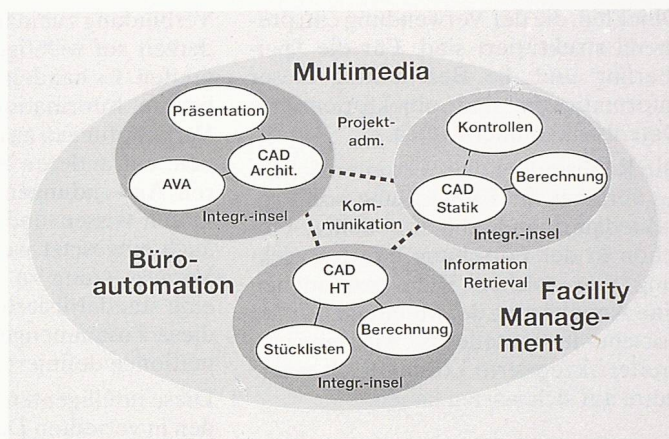 Multimedia
Präsentation
CAD
Archit.
AVA
Integr.-insel
Projekt-
adm.
Kontrollen
Berechnung
CAD
Statik
Integr.-insel
Kom-
munikation
Büro-
automation
CAD
HT
Stücklisten
Berechnung
Integr.-insel
Information
Retrieval
Facility
Manage-
ment